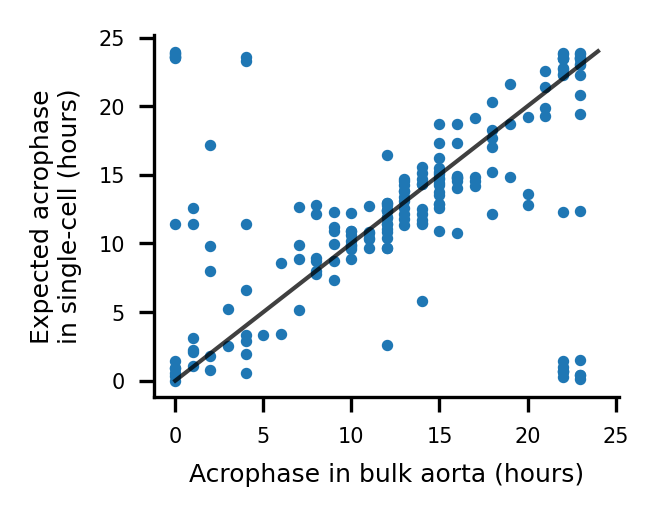 Expected acrophase
in single-cell (hours)
25
20
15
10
5
0
0 5 10 15 20 25
Acrophase in bulk aorta (hours)